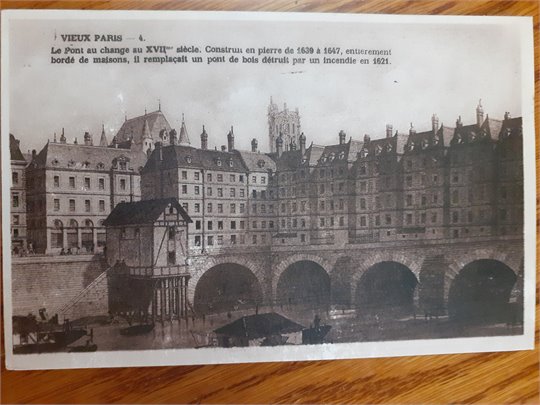 VIEUX PARIS — 4.
Le Pont au change au XVIIme siècle. Construit en pierre de 1639 à 1647, entièrement
bordé de maisons, il remplaçait un pont de bois détruit par un incendie en 1621.